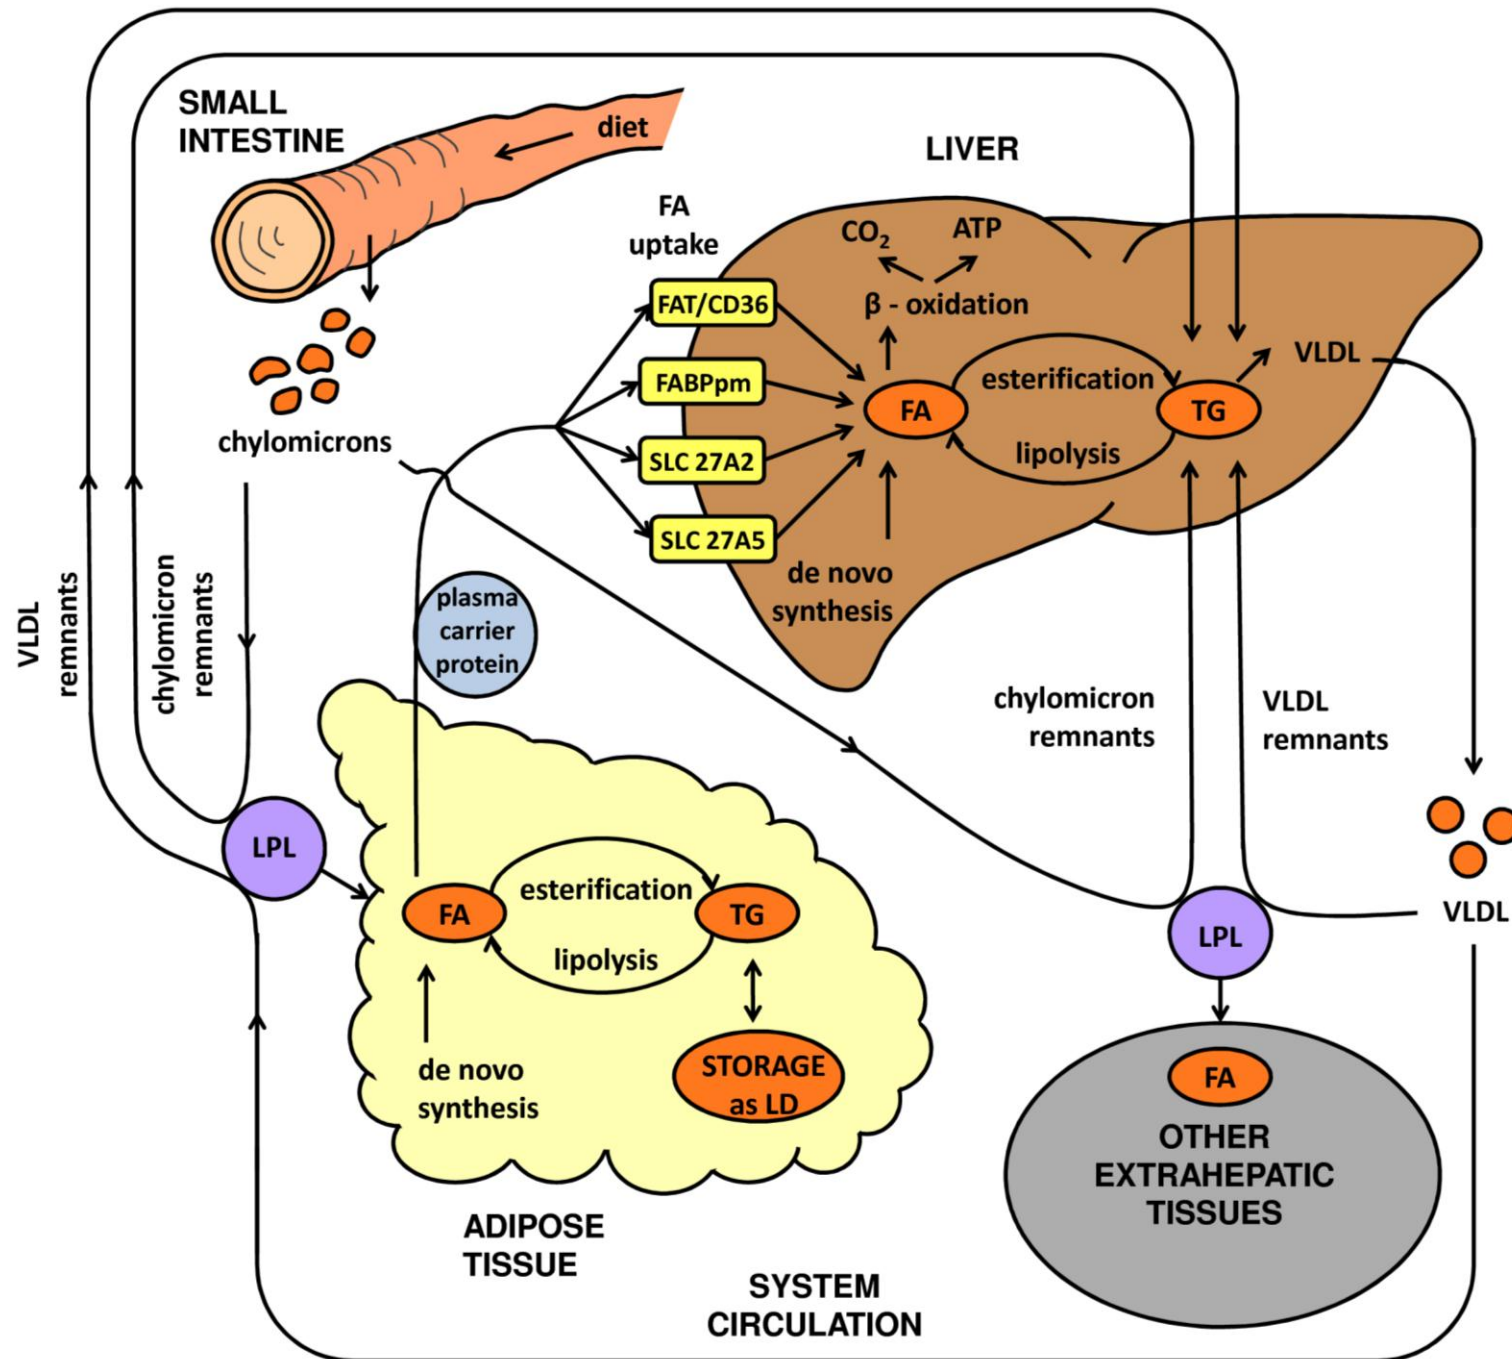 SMALL
INTESTINE
diet
LIVER
FA
uptake
CO₂
ATP
β - oxidation
FAT/CD36
FABPpm
SLC 27A2
SLC 27A5
FA
esterification
lipolysis
TG
VLDL
de novo
synthesis
chylomicrons
VLDL
remnants
chylomicron
remnants
plasma
carrier
protein
chylomicron
remnants
VLDL
remnants
LPL
FA
esterification
lipolysis
TG
de novo
synthesis
STORAGE
as LD
LPL
VLDL
FA
OTHER
EXTRAHEPATIC
TISSUES
ADIPOSE
TISSUE
SYSTEM
CIRCULATION